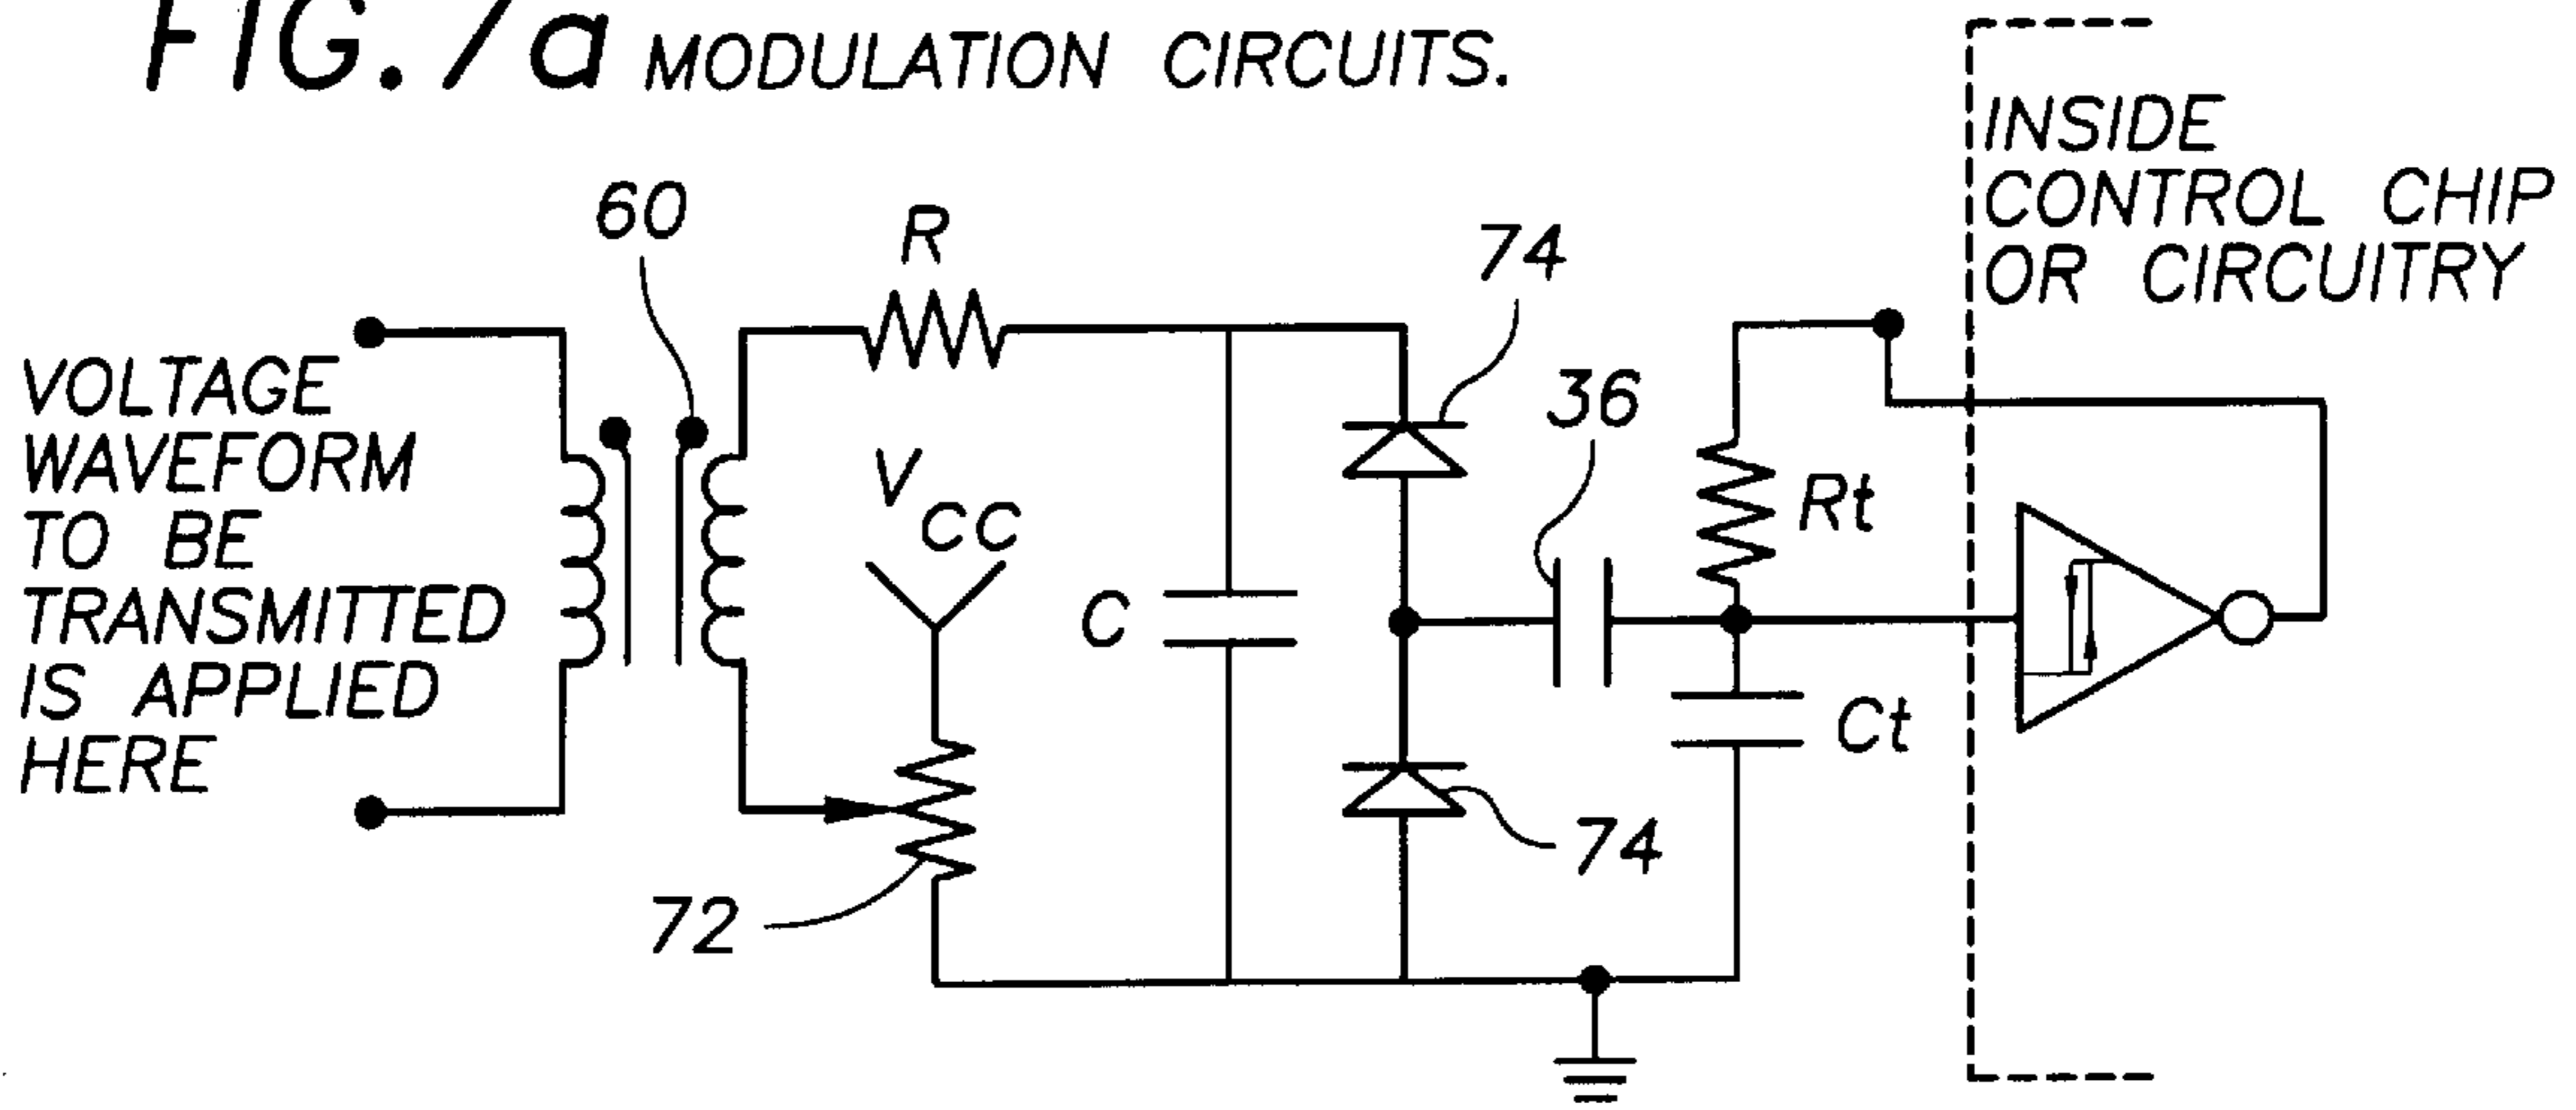 FIG. 7a MODULATION CIRCUITS.
INSIDE
CONTROL CHIP
OR CIRCUITRY
60
R
74
36
VOLTAGE
WAVEFORM
TO BE
TRANSMITTED
IS APPLIED
HERE
VCC
Rt
C
Ct
74
72